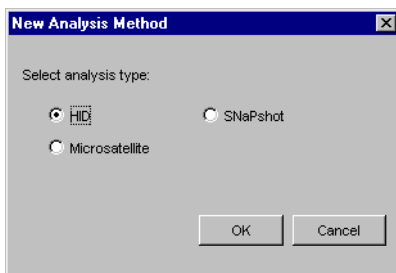 New Analysis Method
Select analysis type:
HID SNaPshot
Microsatellite
OK Cancel